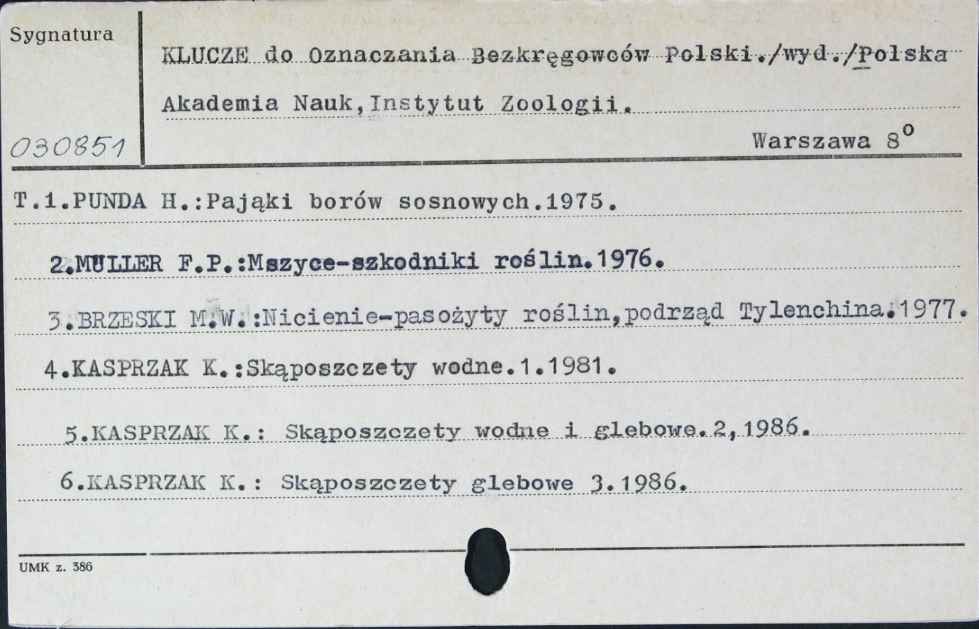 Sygnatura
KLUCZE do Oznaczania Bezkręgowców Polski./wyd./Polska
Akademia Nauk,Instytut Zoologii.
030851
Warszawa 8°
T.1.PUNDA H.:Pająki borów sosnowych.1975.
2.MULLER F.P.:Mszyce-szkodniki roślin.1976.
3.BRZESKI M.W.:Nicienie-pasożyty roślin,podrząd Tylenchina.1977.
4.KASPRZAK K.:Skąposzczety wodne.1.1981.
5.KASPRZAK K.: Skąposzczety wodne i glebowe.2,1986.
6.KASPRZAK K.: Skąposzczety glebowe 3.1986.
UMK z. 386